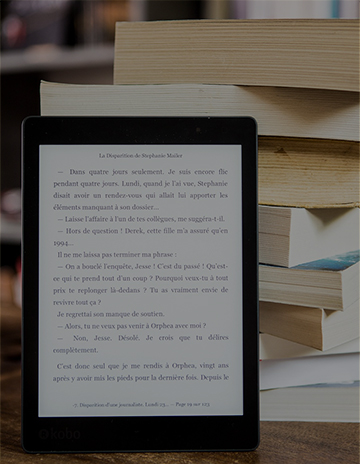 La Disparition de Stephanie Mailer
— Dans quatre jours seulement. Je suis encore flic
pendant quatre jours. Lundi, quand je l'ai vue, Stephanie
disait avoir un rendez-vous qui allait lui apporter les
éléments manquant à son dossier...
— Laisse l'affaire à l'un de tes collègues, me suggéra-t-il.
— Hors de question ! Derek, cette fille m'a assuré qu'en
1994...
Il ne me laissa pas terminer ma phrase :
— On a bouclé l'enquête, Jesse ! C'est du passé ! Qu'est-
ce qui te prend tout d'un coup ? Pourquoi veux-tu à tout
prix te replonger là-dedans ? Tu as vraiment envie de
revivre tout ça ?
Je regrettai son manque de soutien.
— Alors, tu ne veux pas venir à Orphea avec moi ?
— Non, Jesse. Désolé. Je crois que tu délires
complètement.
C'est donc seul que je me rendis à Orphea, vingt ans
après y avoir mis les pieds pour la dernière fois. Depuis le
Disparition d'une journaliste, Lundi 23... — Page 19 sur 123
kobo